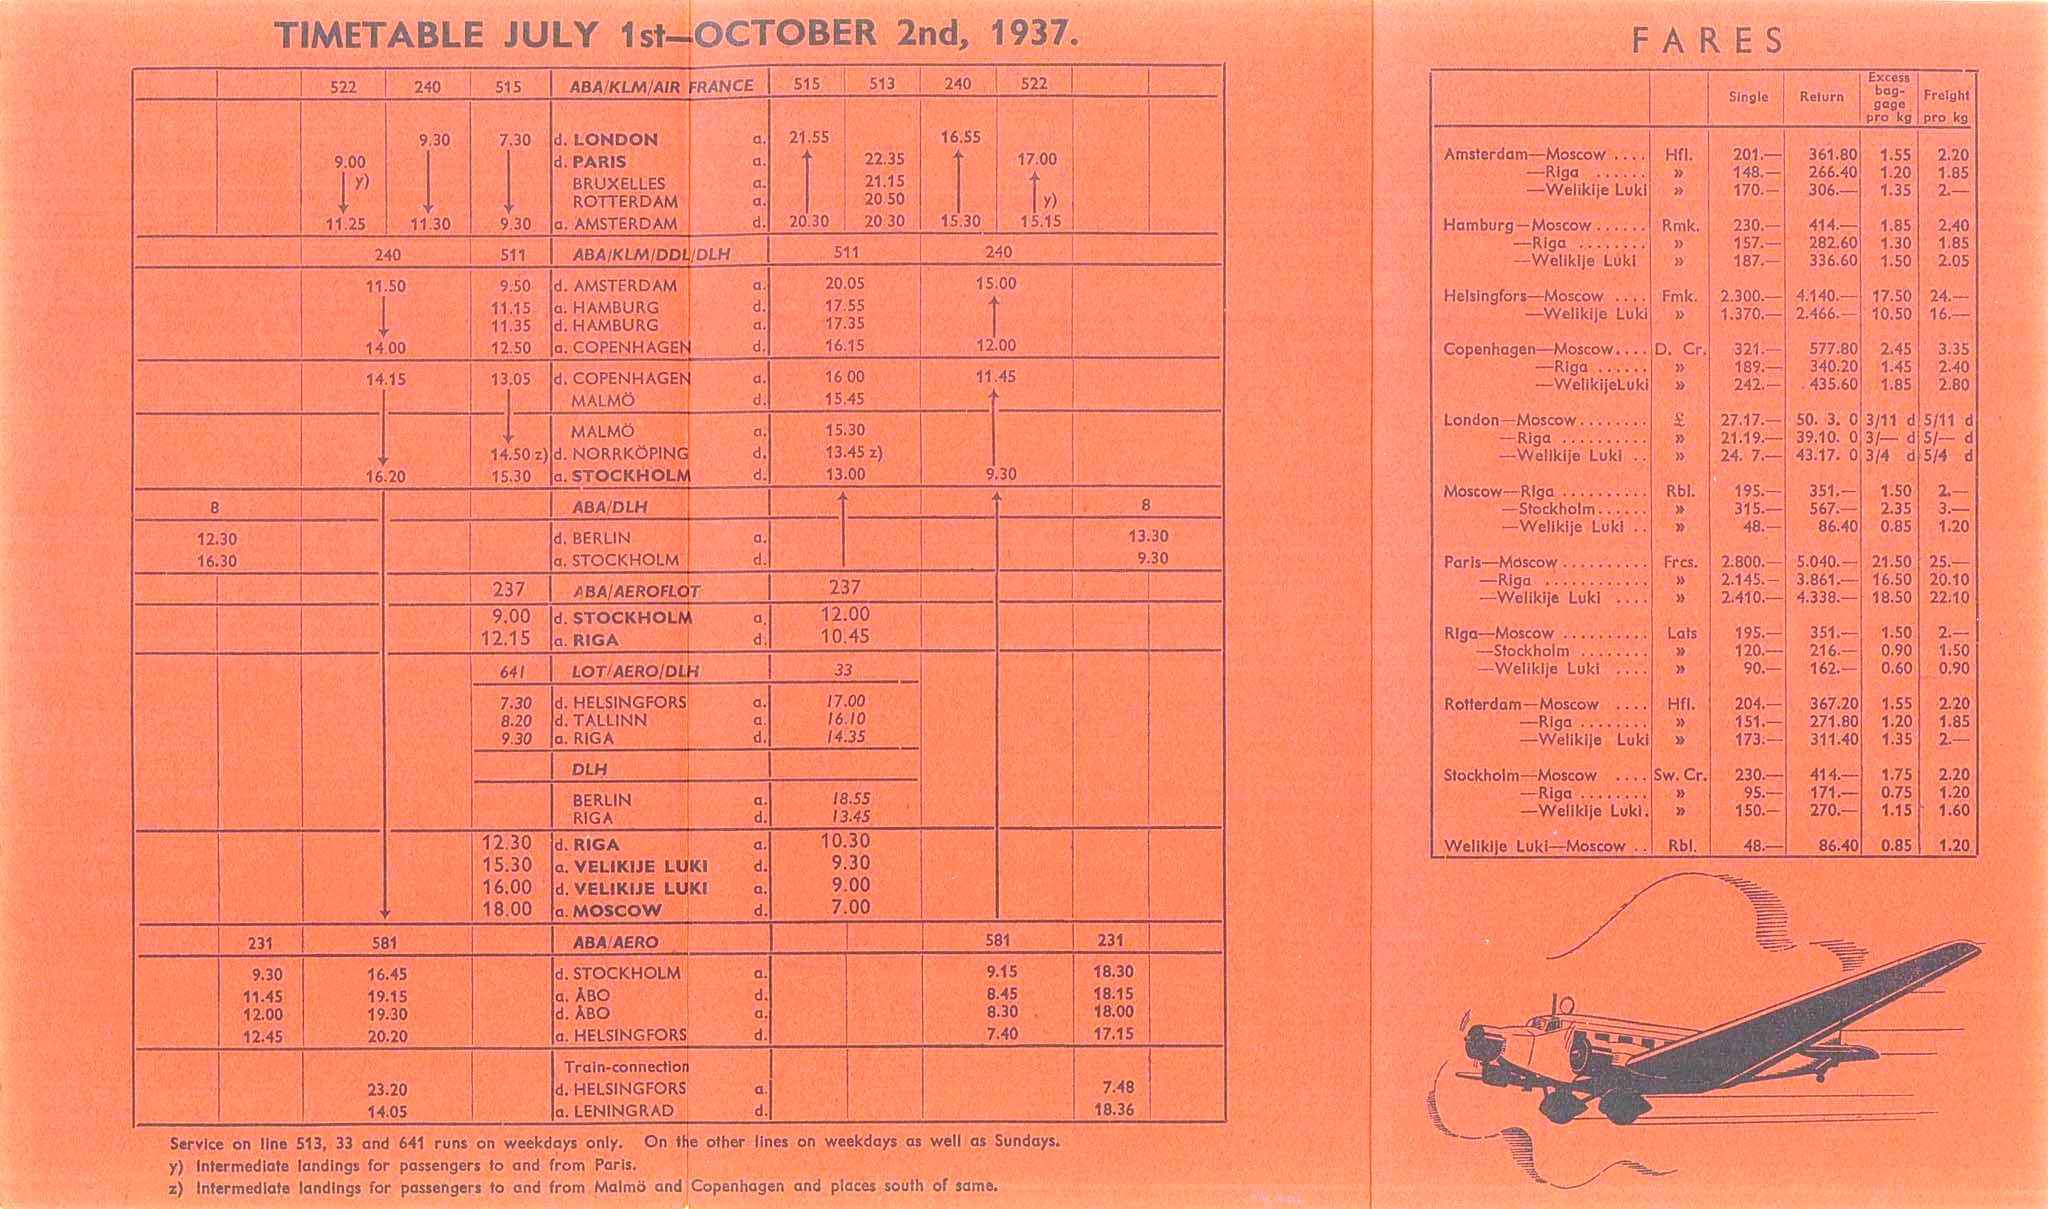 TIMETABLE JULY 1st—OCTOBER 2nd, 1937.
522 240 515 ABA/KLM/AIR FRANCE 515 513 240 522
9.30 7.30 d. LONDON a. 21.55 16.55
9.00 d. PARIS a. 22.35 17.00
y) BRUXELLES a. 21.15
ROTTERDAM a. 20 50 y)
11.25 11.30 9.30 a. AMSTERDAM d. 20.30 20 30 15.30 15.15
240 511 ABA/KLM/DDL/DLH 511 240
11.50 9.50 d. AMSTERDAM a. 20.05 15.00
11.15 a. HAMBURG d. 17.55
11.35 d. HAMBURG a. 17.35
14.00 12.50 a. COPENHAGEN d. 16.15 12.00
14.15 13.05 d. COPENHAGEN a. 16 00 11.45
MALMÖ d. 15.45
MALMÖ a. 15.30
14.50 z) d. NORRKÖPING d. 13.45 z)
16.20 15.30 a. STOCKHOLM d. 13.00 9.30
8 ABA/DLH 8
12.30 d. BERLIN a. 13.30
16.30 a. STOCKHOLM d. 9.30
237 ABA/AEROFLOT 237
9.00 d. STOCKHOLM a. 12.00
12.15 a. RIGA d. 10.45
641 LOT/AERO/DLH 33
7.30 d. HELSINGFORS a. 17.00
8.20 d. TALLINN a. 16.10
9.30 a. RIGA d. 14.35
DLH
BERLIN a. 18.55
RIGA d. 13.45
12.30 d. RIGA a. 10.30
15.30 a. VELIKIJE LUKI d. 9.30
16.00 d. VELIKIJE LUKI a. 9.00
18.00 a. MOSCOW d. 7.00
231 581 ABA/AERO 581 231
9.30 16.45 d. STOCKHOLM a. 9.15 18.30
11.45 19.15 a. ÅBO d. 8.45 18.15
12.00 19.30 d. ÅBO a. 8.30 18.00
12.45 20.20 a. HELSINGFORS d. 7.40 17.15
Train-connection
23.20 d. HELSINGFORS a. 7.48
14.05 a. LENINGRAD d. 18.36
Service on line 513, 33 and 641 runs on weekdays only. On the other lines on weekdays as well as Sundays.
y) Intermediate landings for passengers to and from Paris.
z) Intermediate landings for passengers to and from Malmö and Copenhagen and places south of same.
FARES
Single Return Excess bag-gage pro kg Freight pro kg
Amsterdam—Moscow .... Hfl. 201.— 361.80 1.55 2.20
—Riga ...... » 148.— 266.40 1.20 1.85
—Welikije Luki » 170.— 306.— 1.35 2.—
Hamburg—Moscow ...... Rmk. 230.— 414.— 1.85 2.40
—Riga ........ » 157.— 282.60 1.30 1.85
—Welikije Luki » 187.— 336.60 1.50 2.05
Helsingfors—Moscow .... Fmk. 2.300.— 4.140.— 17.50 24.—
—Welikije Luki » 1.370.— 2.466.— 10.50 16.—
Copenhagen—Moscow.... D. Cr. 321.— 577.80 2.45 3.35
—Riga ...... » 189.— 340.20 1.45 2.40
—WelikijeLuki » 242.— 435.60 1.85 2.80
London—Moscow........ £ 27.17.— 50. 3. 0 3/11 d 5/11 d
—Riga .......... » 21.19.— 39.10. 0 3/— d 5/— d
—Welikije Luki .. » 24. 7.— 43.17. 0 3/4 d 5/4 d
Moscow—Riga .......... Rbl. 195.— 351.— 1.50 2.—
—Stockholm...... » 315.— 567.— 2.35 3.—
—Welikije Luki .. » 48.— 86.40 0.85 1.20
Paris—Moscow .......... Frcs. 2.800.— 5.040.— 21.50 25.—
—Riga ............ » 2.145.— 3.861.— 16.50 20.10
—Welikije Luki .... » 2.410.— 4.338.— 18.50 22.10
Riga—Moscow .......... Lats 195.— 351.— 1.50 2.—
—Stockholm ........ » 120.— 216.— 0.90 1.50
—Welikije Luki .... » 90.— 162.— 0.60 0.90
Rotterdam—Moscow .... Hfl. 204.— 367.20 1.55 2.20
—Riga ........ » 151.— 271.80 1.20 1.85
—Welikije Luki » 173.— 311.40 1.35 2.—
Stockholm—Moscow .... Sw. Cr. 230.— 414.— 1.75 2.20
—Riga ........ » 95.— 171.— 0.75 1.20
—Welikije Luki. » 150.— 270.— 1.15 1.60
Welikije Luki—Moscow .. Rbl. 48.— 86.40 0.85 1.20